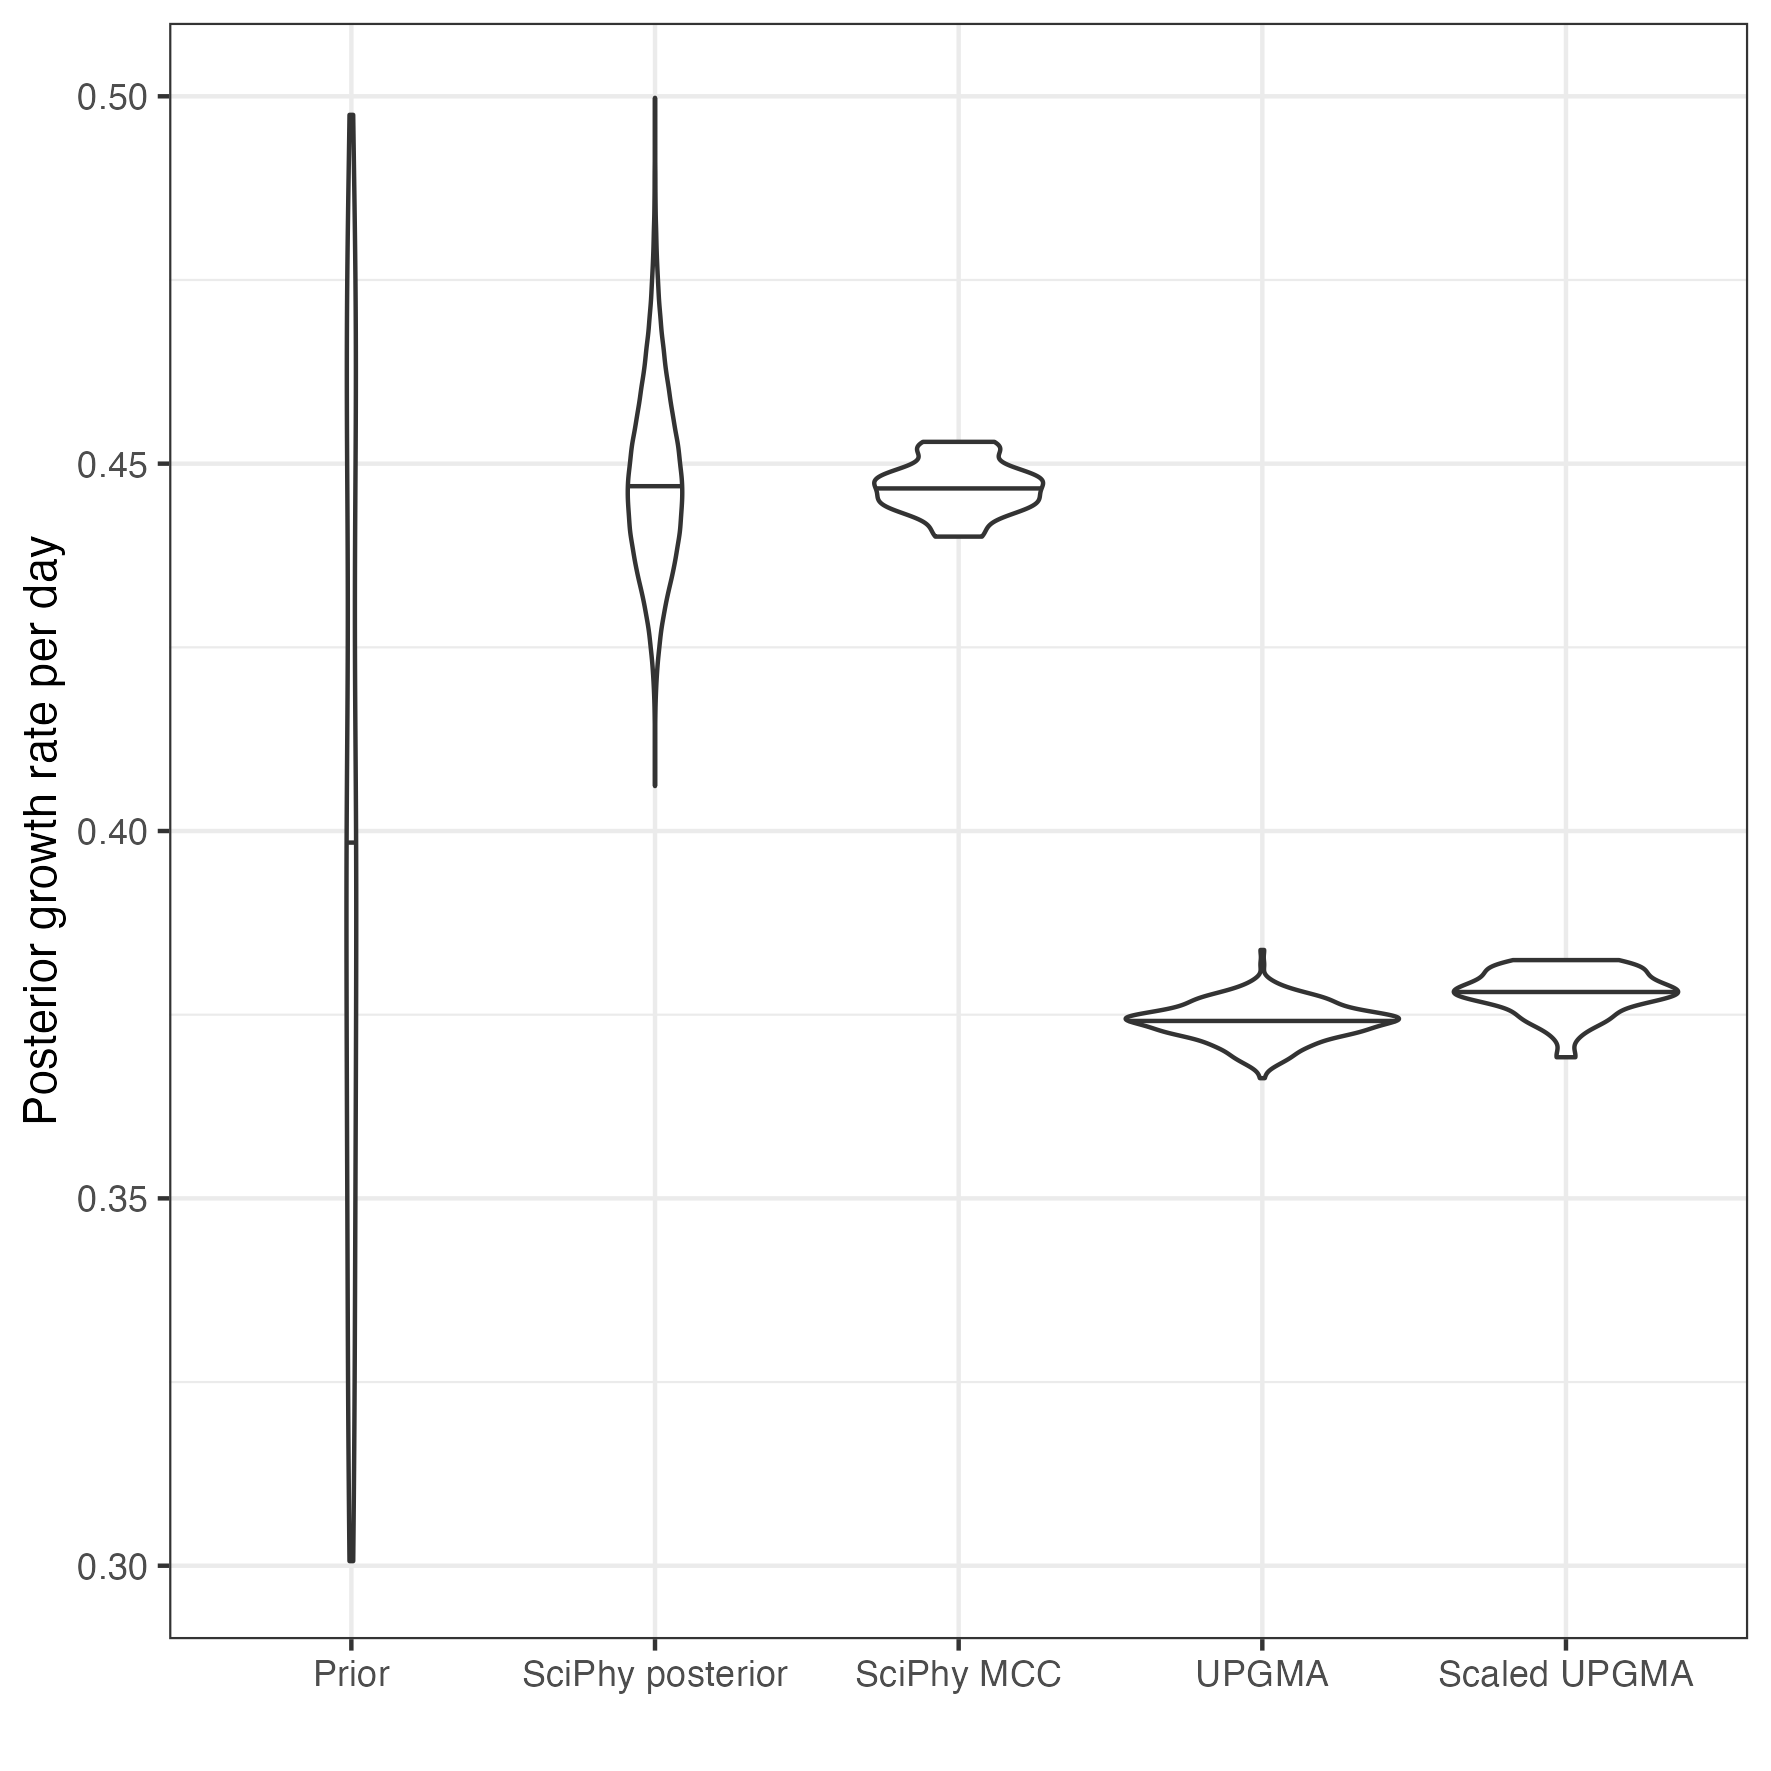 Posterior growth rate per day
0.50
0.45
0.40
0.35
0.30
Prior
SciPhy posterior
SciPhy MCC
UPGMA
Scaled UPGMA